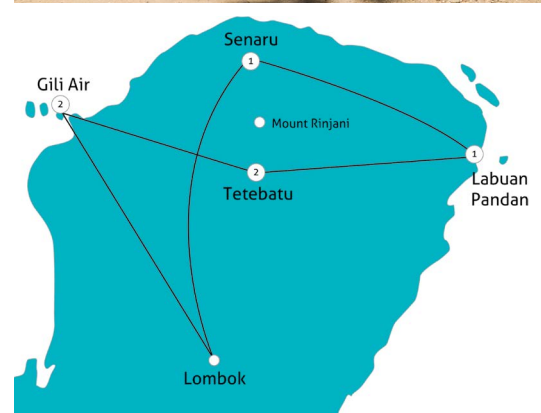 Senaru
1
Gili Air
2
Mount Rinjani
1
2
Labuan
Pandan
Tetebatu
Lombok